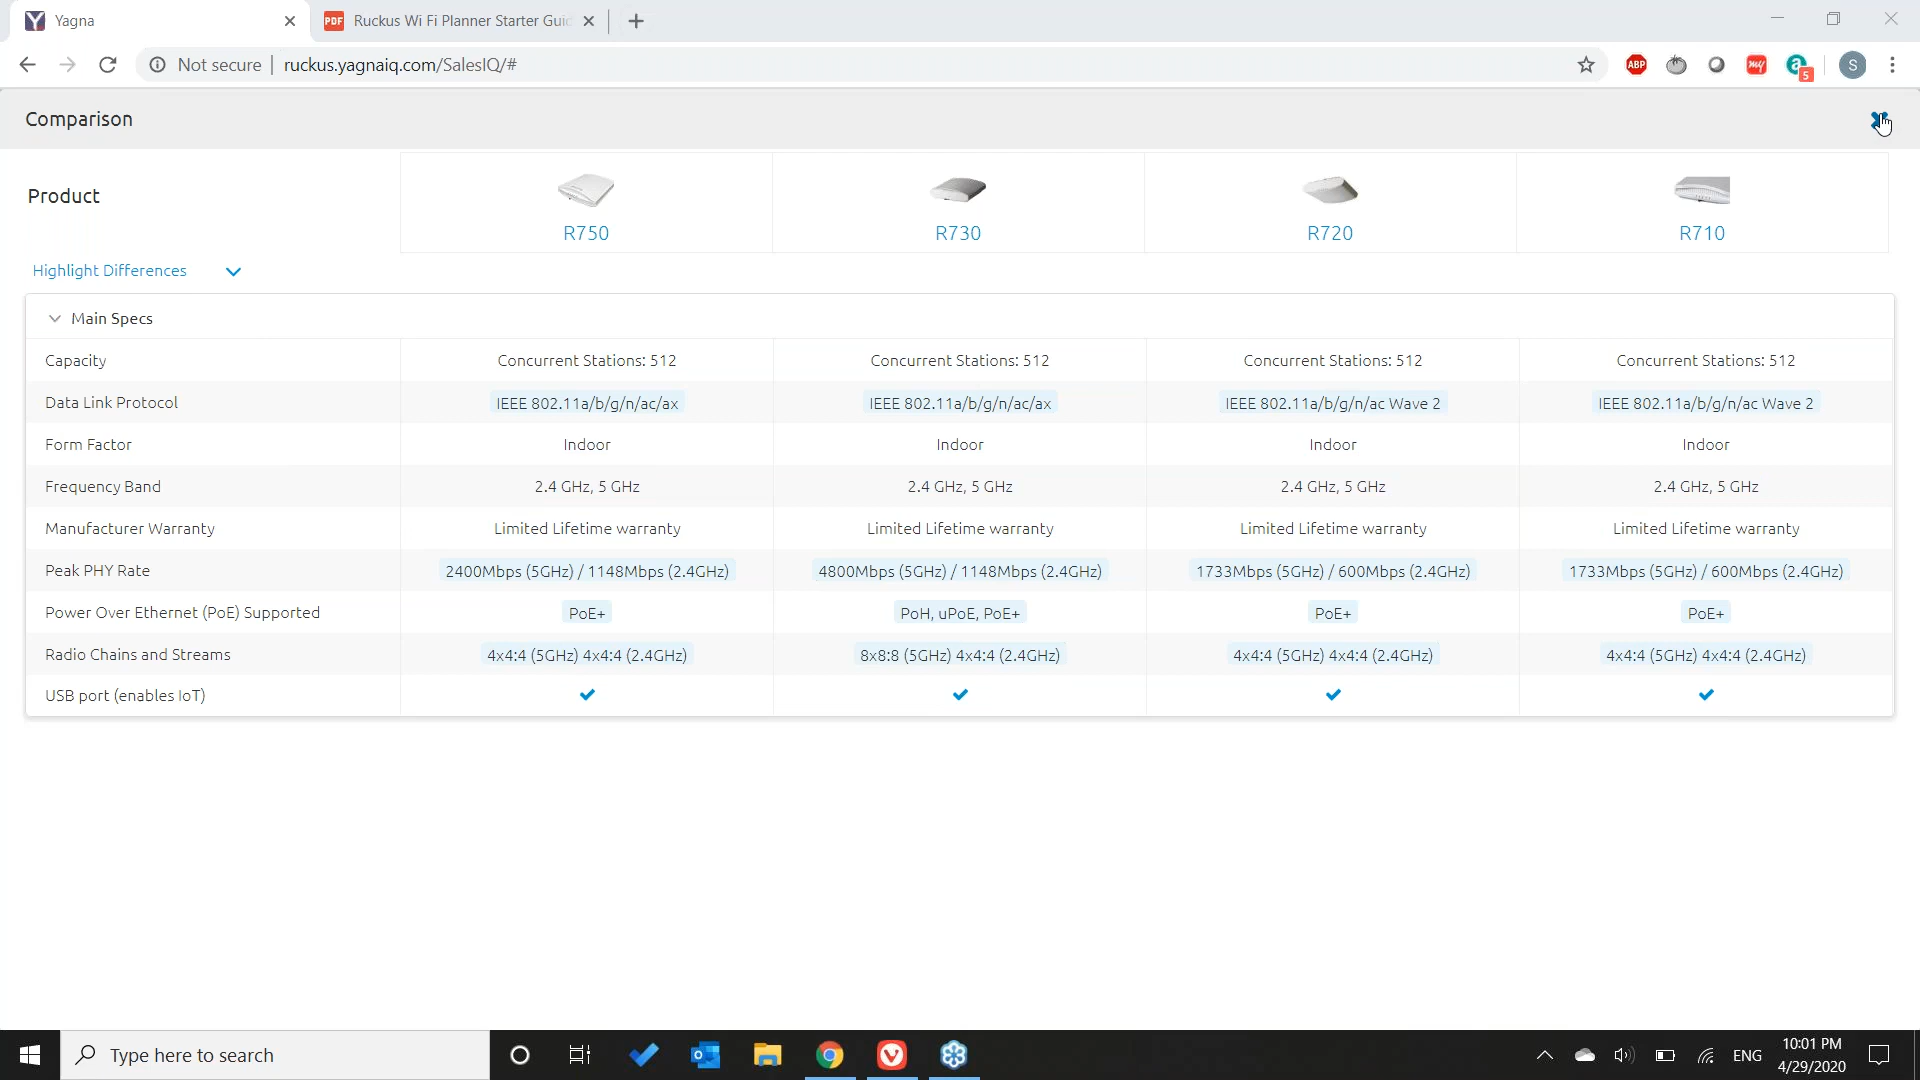 Yagna
PDF Ruckus Wi Fi Planner Starter Guid
Not secure | ruckus.yagnaiq.com/SalesIQ/#
ABP
my
a 5
S
Comparison
Product
R750 R730 R720 R710
Highlight Differences
Main Specs
Capacity Concurrent Stations: 512 Concurrent Stations: 512 Concurrent Stations: 512 Concurrent Stations: 512
Data Link Protocol IEEE 802.11a/b/g/n/ac/ax IEEE 802.11a/b/g/n/ac/ax IEEE 802.11a/b/g/n/ac Wave 2 IEEE 802.11a/b/g/n/ac Wave 2
Form Factor Indoor Indoor Indoor Indoor
Frequency Band 2.4 GHz, 5 GHz 2.4 GHz, 5 GHz 2.4 GHz, 5 GHz 2.4 GHz, 5 GHz
Manufacturer Warranty Limited Lifetime warranty Limited Lifetime warranty Limited Lifetime warranty Limited Lifetime warranty
Peak PHY Rate 2400Mbps (5GHz) / 1148Mbps (2.4GHz) 4800Mbps (5GHz) / 1148Mbps (2.4GHz) 1733Mbps (5GHz) / 600Mbps (2.4GHz) 1733Mbps (5GHz) / 600Mbps (2.4GHz)
Power Over Ethernet (PoE) Supported PoE+ PoH, uPoE, PoE+ PoE+ PoE+
Radio Chains and Streams 4x4:4 (5GHz) 4x4:4 (2.4GHz) 8x8:8 (5GHz) 4x4:4 (2.4GHz) 4x4:4 (5GHz) 4x4:4 (2.4GHz) 4x4:4 (5GHz) 4x4:4 (2.4GHz)
USB port (enables IoT)
Type here to search
ENG
10:01 PM
4/29/2020